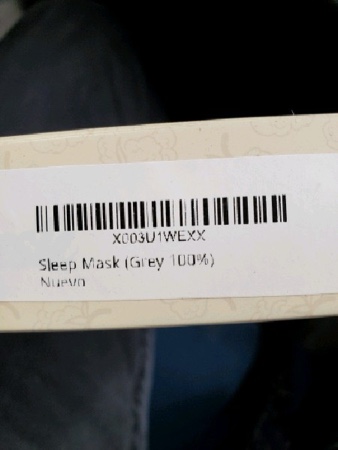 X003U1WEXX
Sleep Mask (Grey 100%)
Nuevo